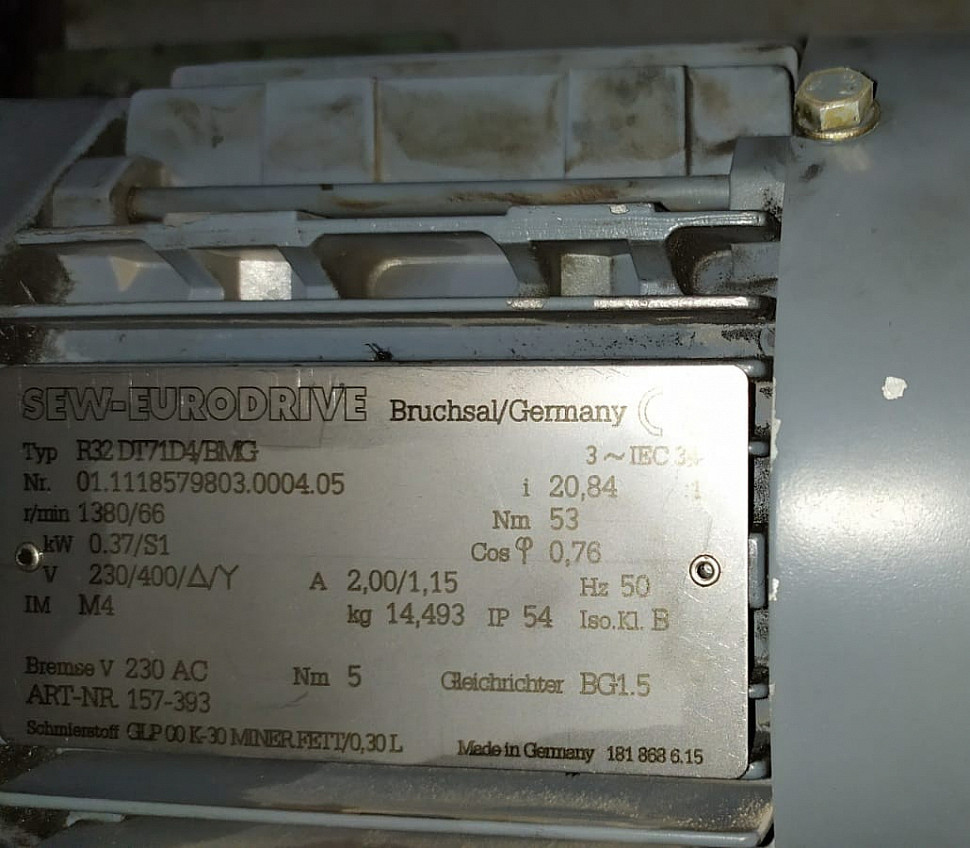 SEW-EURODRIVE Bruchsal/Germany CE
Typ R32 DT71D4/BMG 3 ~ IEC 34
Nr. 01.1118579803.0004.05 i 20,84 :1
r/min 1380/66 Nm 53
kW 0.37/S1 Cos φ 0,76
V 230/400/Δ/Y A 2,00/1,15 Hz 50
IM M4 kg 14,493 IP 54 Iso.Kl. B
Bremse V 230 AC Nm 5 Gleichrichter BG1.5
ART-NR. 157-393
Schmierstoff GLP 00 K-30 MINER.FETT/0,30 L Made in Germany 181 868 6.15